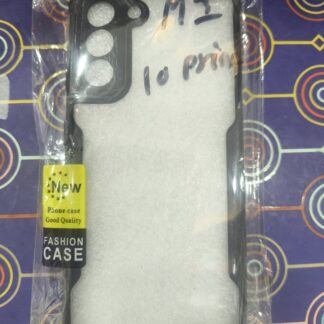 MI
10 prim
New
Phone case
Good Quality
FASHION
CASE